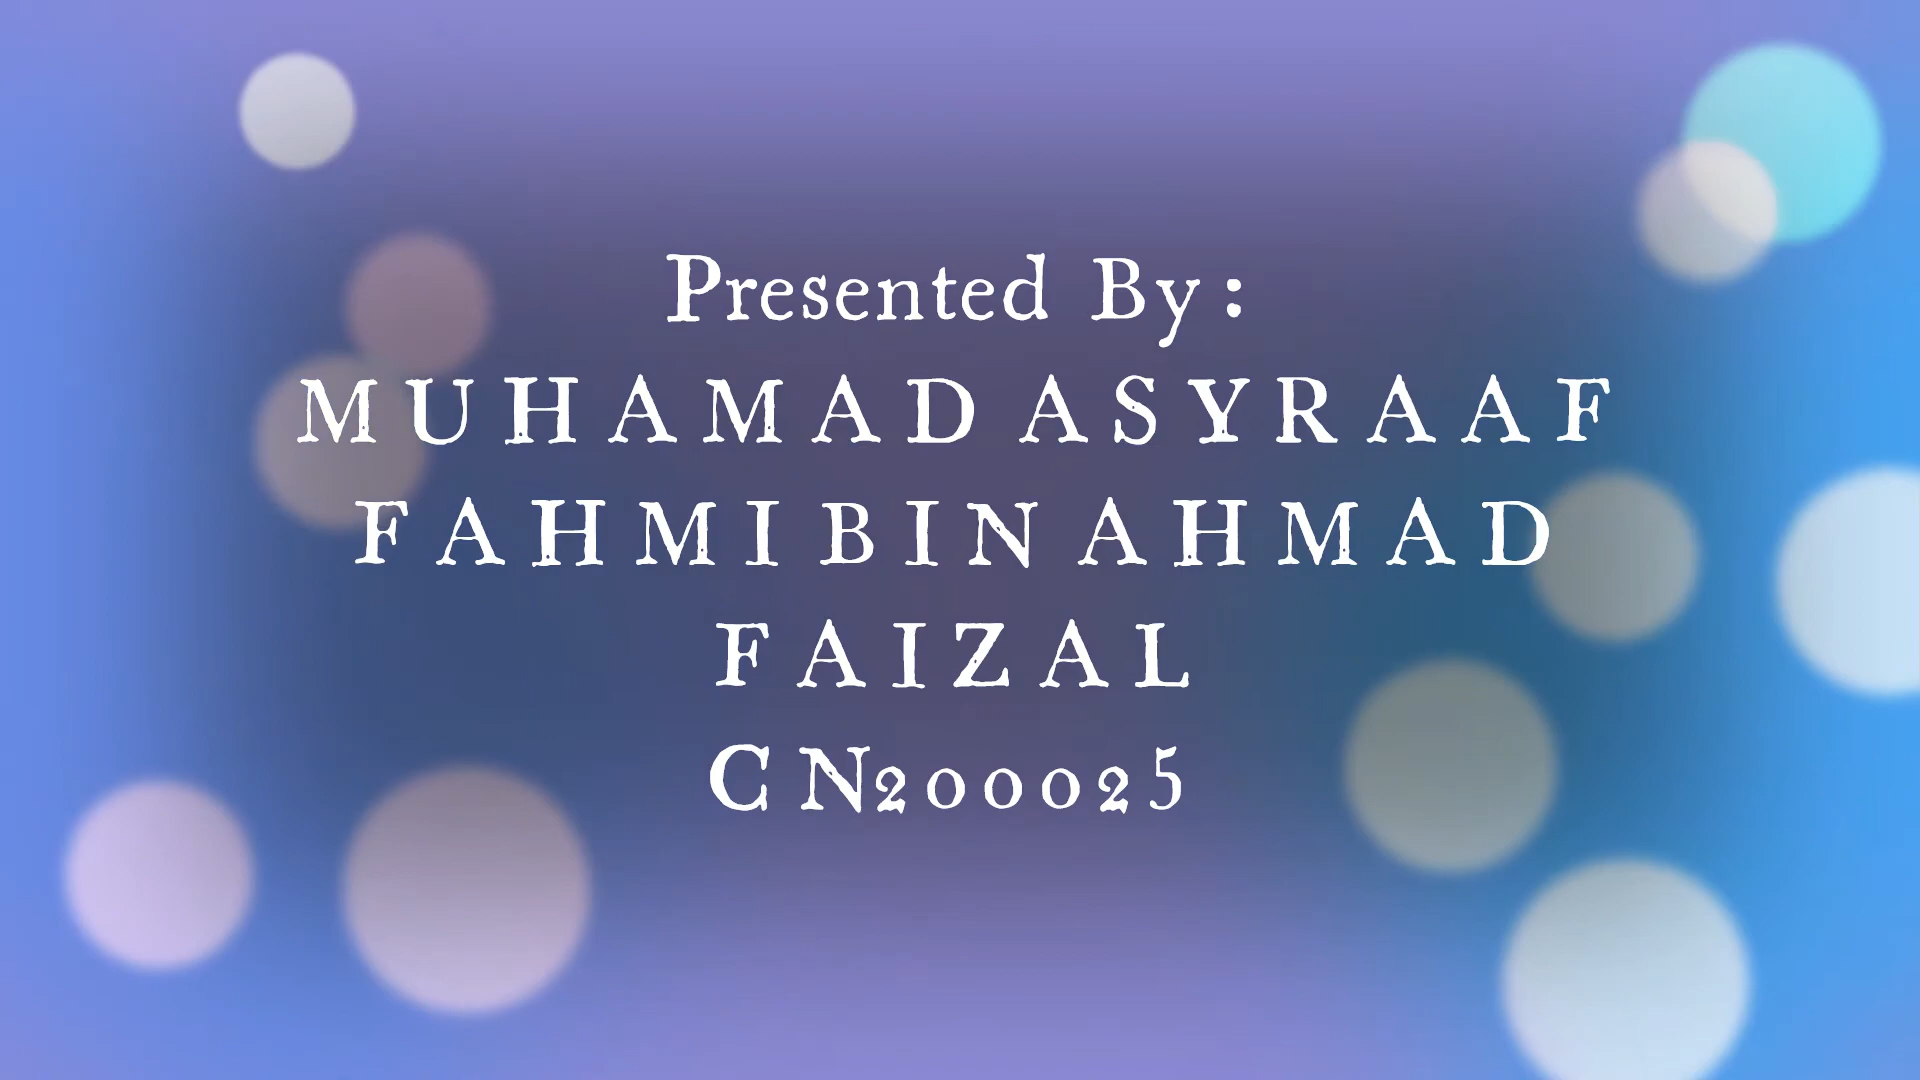 Presented By:
MUHAMAD ASYRAAF
FAHMI BIN AHMAD
FAIZAL
CN200025